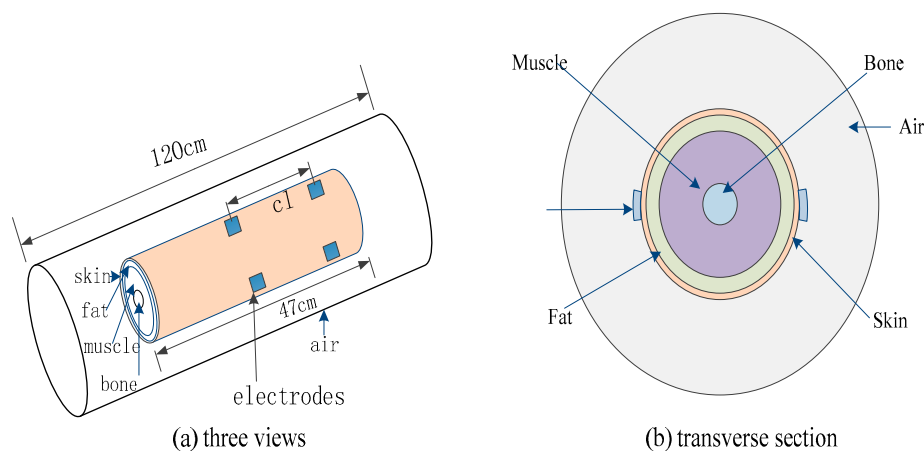 120cm
cl
skin
fat
muscle
bone
47cm
air
electrodes
(a) three views
Muscle
Bone
Air
Fat
Skin
(b) transverse section